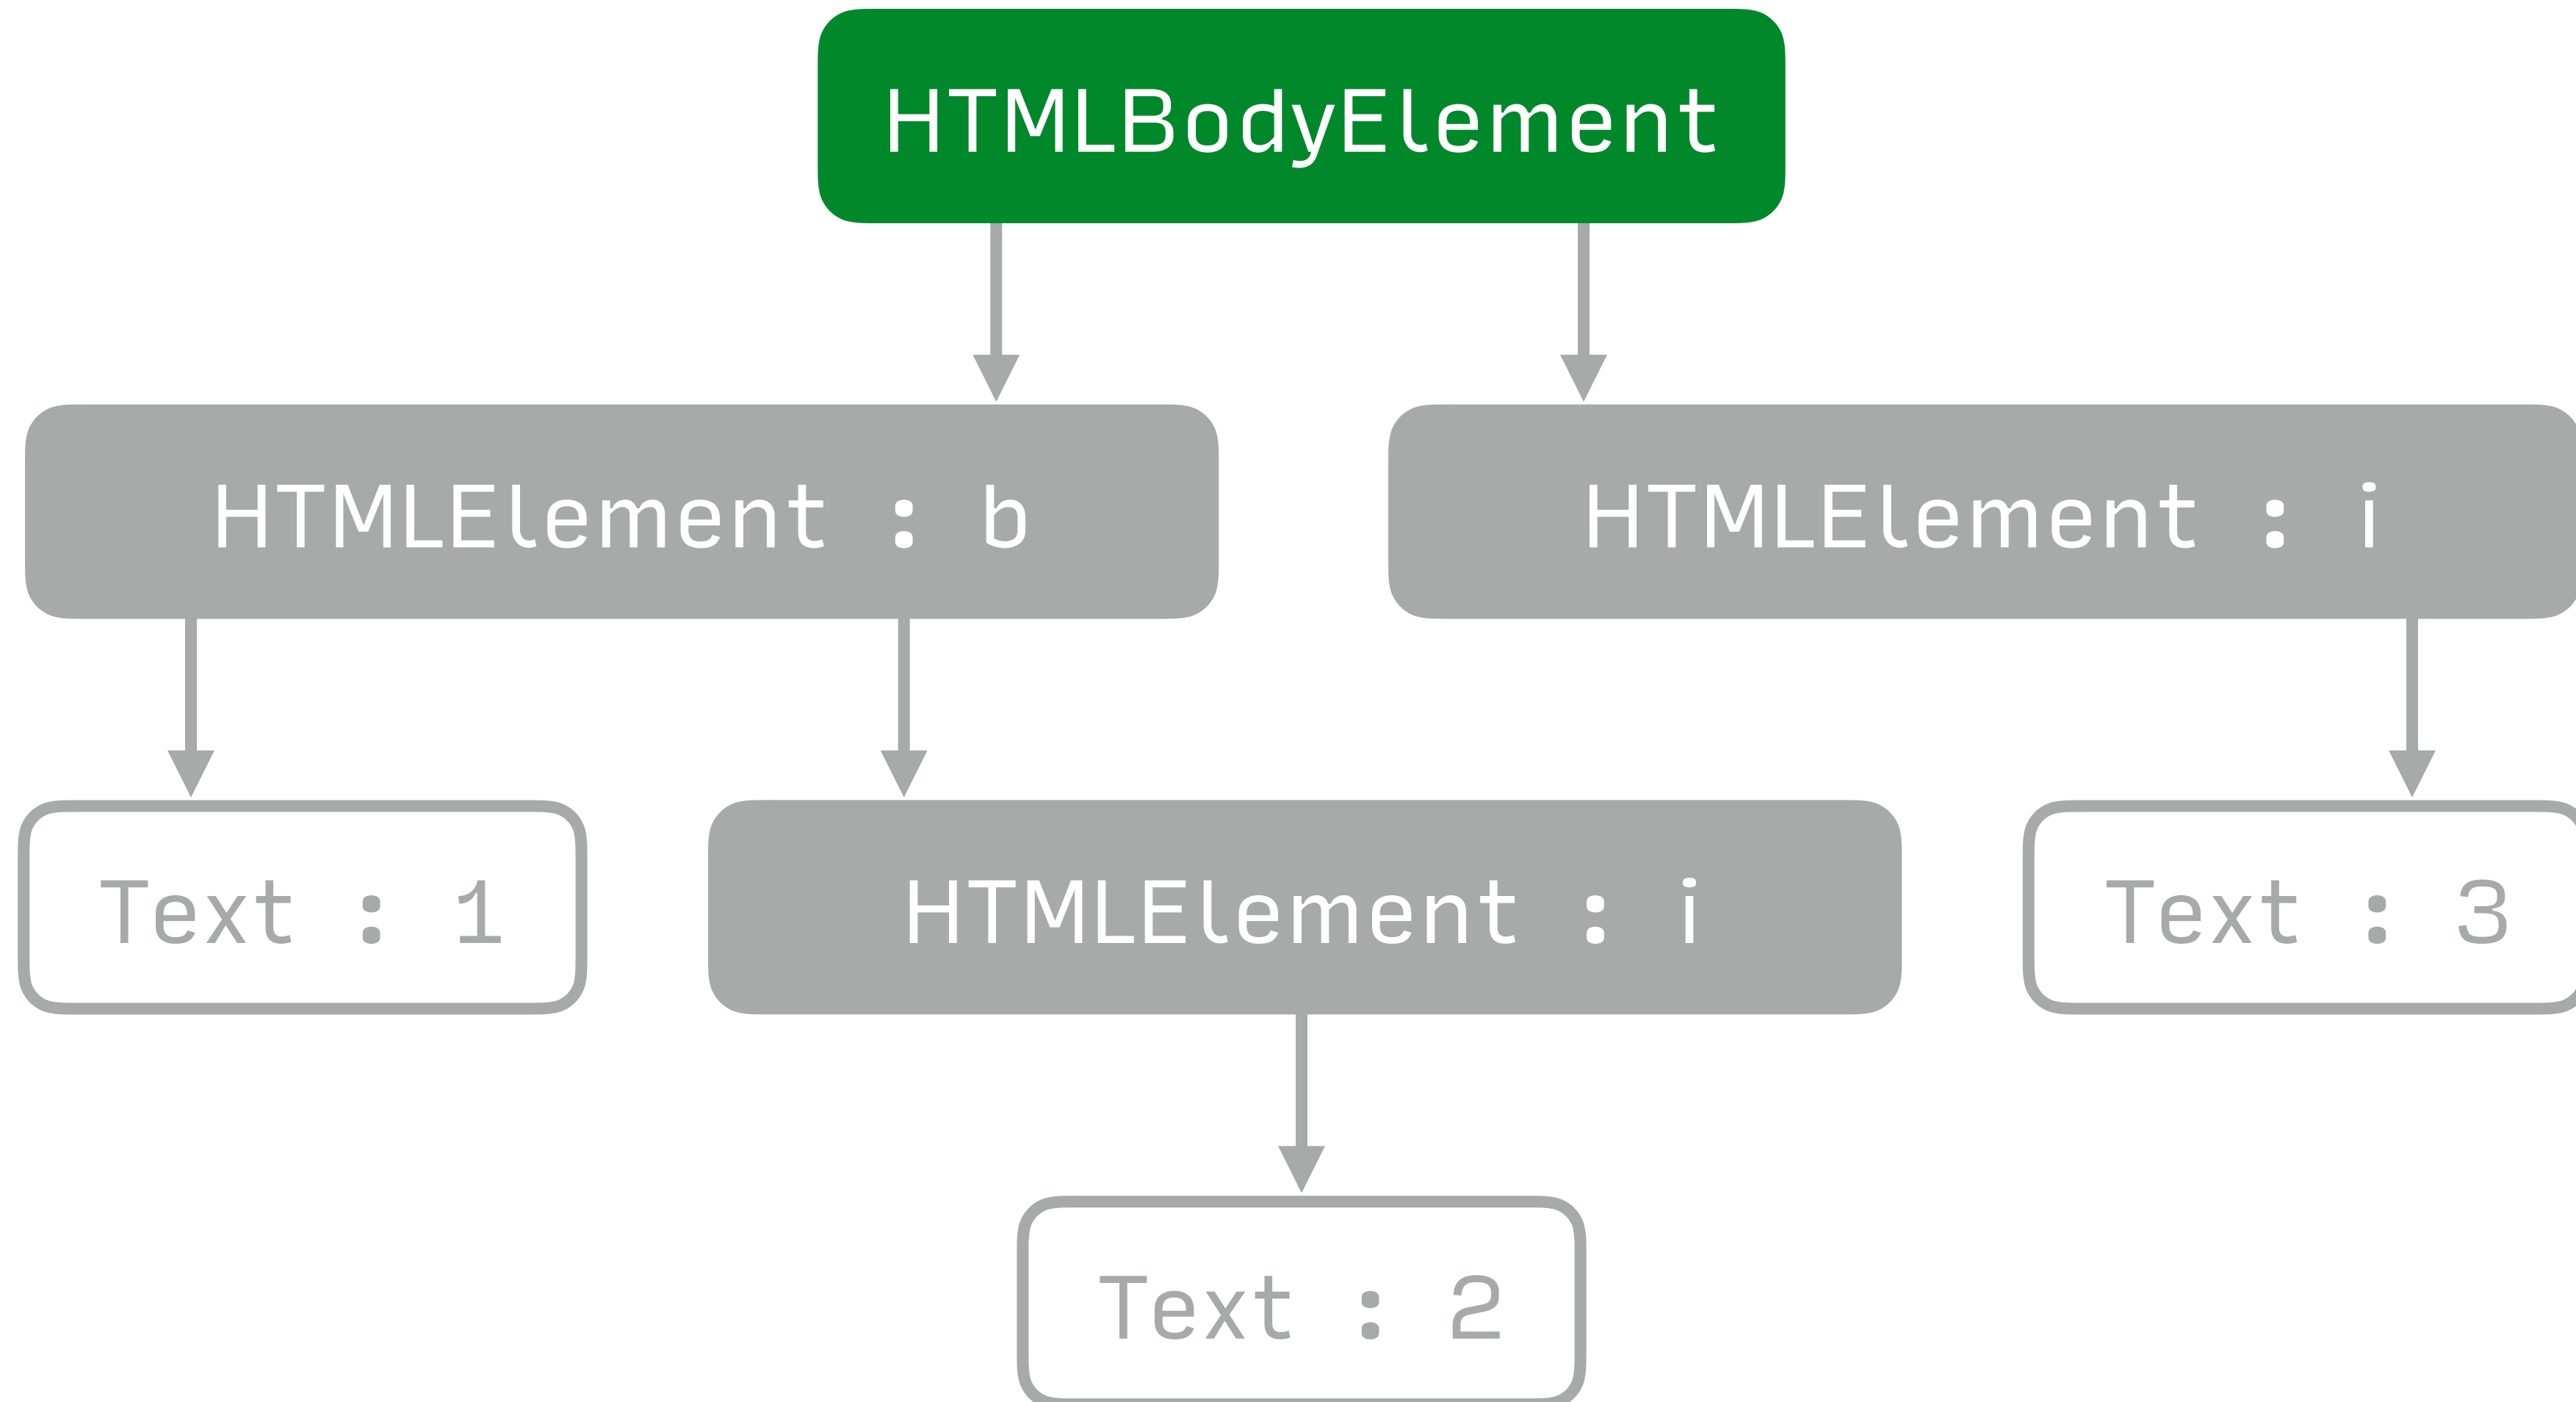 HTMLBodyElement
HTMLElement : b
HTMLElement : i
Text : 1
HTMLElement : i
Text : 3
Text : 2